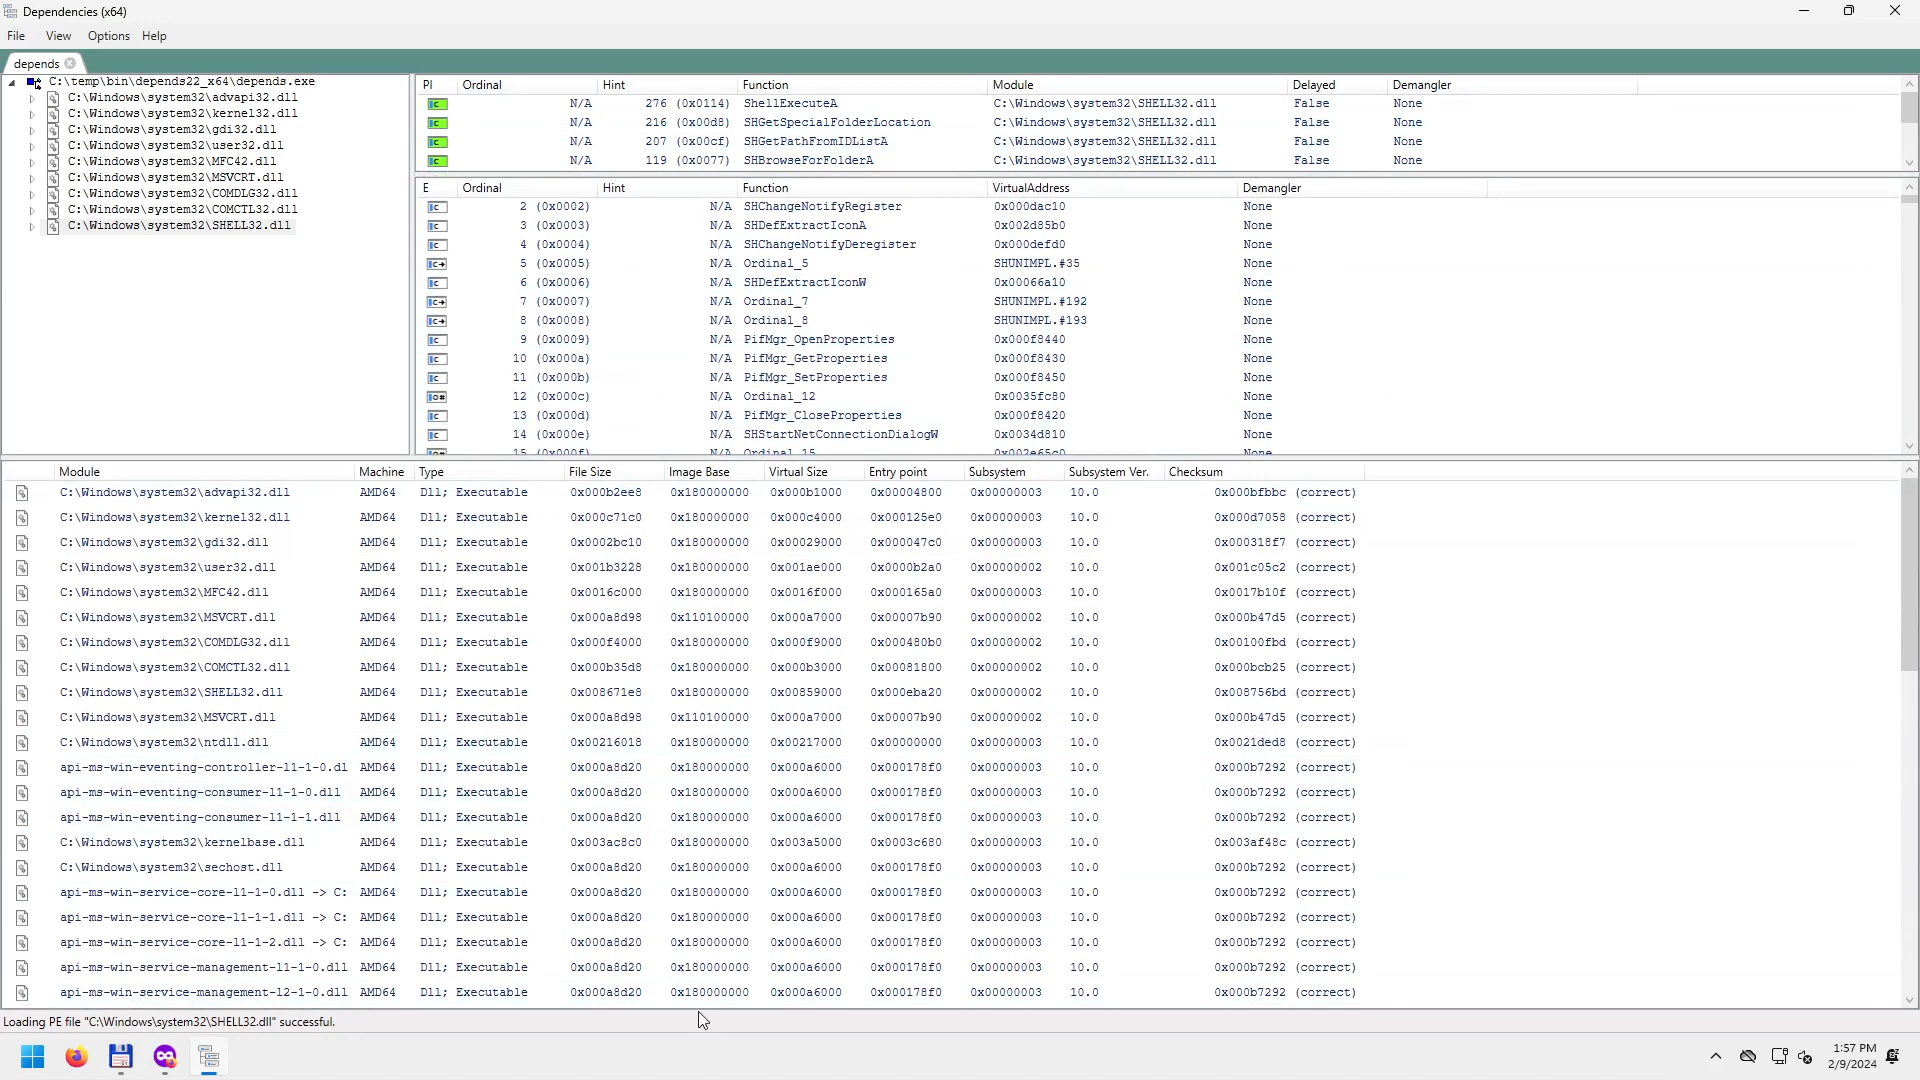 Dependencies (x64)
File View Options Help
depends
C:\temp\bin\depends22_x64\depends.exe
C:\Windows\system32\advapi32.dll
C:\Windows\system32\kernel32.dll
C:\Windows\system32\gdi32.dll
C:\Windows\system32\user32.dll
C:\Windows\system32\MFC42.dll
C:\Windows\system32\MSVCRT.dll
C:\Windows\system32\COMDLG32.dll
C:\Windows\system32\COMCTL32.dll
C:\Windows\system32\SHELL32.dll
PI Ordinal Hint Function Module Delayed Demangler
N/A 276 (0x0114) ShellExecuteA C:\Windows\system32\SHELL32.dll False None
N/A 216 (0x00d8) SHGetSpecialFolderLocation C:\Windows\system32\SHELL32.dll False None
N/A 207 (0x00cf) SHGetPathFromIDListA C:\Windows\system32\SHELL32.dll False None
N/A 119 (0x0077) SHBrowseForFolderA C:\Windows\system32\SHELL32.dll False None
E Ordinal Hint Function VirtualAddress Demangler
2 (0x0002) N/A SHChangeNotifyRegister 0x000dac10 None
3 (0x0003) N/A SHDefExtractIconA 0x002d85b0 None
4 (0x0004) N/A SHChangeNotifyDeregister 0x000defd0 None
5 (0x0005) N/A Ordinal_5 SHUNIMPL.#35 None
6 (0x0006) N/A SHDefExtractIconW 0x00066a10 None
7 (0x0007) N/A Ordinal_7 SHUNIMPL.#192 None
8 (0x0008) N/A Ordinal_8 SHUNIMPL.#193 None
9 (0x0009) N/A PifMgr_OpenProperties 0x000f8440 None
10 (0x000a) N/A PifMgr_GetProperties 0x000f8430 None
11 (0x000b) N/A PifMgr_SetProperties 0x000f8450 None
12 (0x000c) N/A Ordinal_12 0x0035fc80 None
13 (0x000d) N/A PifMgr_CloseProperties 0x000f8420 None
14 (0x000e) N/A SHStartNetConnectionDialogW 0x0034d810 None
15 (0x000f) N/A Ordinal_15 0x002e65c0 None
Module Machine Type File Size Image Base Virtual Size Entry point Subsystem Subsystem Ver. Checksum
C:\Windows\system32\advapi32.dll AMD64 Dll; Executable 0x000b2ee8 0x180000000 0x000b1000 0x00004800 0x00000003 10.0 0x000bfbbc (correct)
C:\Windows\system32\kernel32.dll AMD64 Dll; Executable 0x000c71c0 0x180000000 0x000c4000 0x000125e0 0x00000003 10.0 0x000d7058 (correct)
C:\Windows\system32\gdi32.dll AMD64 Dll; Executable 0x0002bc10 0x180000000 0x00029000 0x000047c0 0x00000003 10.0 0x000318f7 (correct)
C:\Windows\system32\user32.dll AMD64 Dll; Executable 0x001b3228 0x180000000 0x001ae000 0x0000b2a0 0x00000002 10.0 0x001c05c2 (correct)
C:\Windows\system32\MFC42.dll AMD64 Dll; Executable 0x0016c000 0x180000000 0x0016f000 0x000165a0 0x00000003 10.0 0x0017b10f (correct)
C:\Windows\system32\MSVCRT.dll AMD64 Dll; Executable 0x000a8d98 0x110100000 0x000a7000 0x00007b90 0x00000002 10.0 0x000b47d5 (correct)
C:\Windows\system32\COMDLG32.dll AMD64 Dll; Executable 0x000f4000 0x180000000 0x000f9000 0x000480b0 0x00000002 10.0 0x00100fbd (correct)
C:\Windows\system32\COMCTL32.dll AMD64 Dll; Executable 0x000b35d8 0x180000000 0x000b3000 0x00081800 0x00000002 10.0 0x000bcb25 (correct)
C:\Windows\system32\SHELL32.dll AMD64 Dll; Executable 0x008671e8 0x180000000 0x00859000 0x000eba20 0x00000002 10.0 0x008756bd (correct)
C:\Windows\system32\MSVCRT.dll AMD64 Dll; Executable 0x000a8d98 0x110100000 0x000a7000 0x00007b90 0x00000002 10.0 0x000b47d5 (correct)
C:\Windows\system32\ntdll.dll AMD64 Dll; Executable 0x00216018 0x180000000 0x00217000 0x00000000 0x00000003 10.0 0x0021ded8 (correct)
api-ms-win-eventing-controller-l1-1-0.dl AMD64 Dll; Executable 0x000a8d20 0x180000000 0x000a6000 0x000178f0 0x00000003 10.0 0x000b7292 (correct)
api-ms-win-eventing-consumer-l1-1-0.dll AMD64 Dll; Executable 0x000a8d20 0x180000000 0x000a6000 0x000178f0 0x00000003 10.0 0x000b7292 (correct)
api-ms-win-eventing-consumer-l1-1-1.dll AMD64 Dll; Executable 0x000a8d20 0x180000000 0x000a6000 0x000178f0 0x00000003 10.0 0x000b7292 (correct)
C:\Windows\system32\kernelbase.dll AMD64 Dll; Executable 0x003ac8c0 0x180000000 0x003a5000 0x0003c680 0x00000003 10.0 0x003af48c (correct)
C:\Windows\system32\sechost.dll AMD64 Dll; Executable 0x000a8d20 0x180000000 0x000a6000 0x000178f0 0x00000003 10.0 0x000b7292 (correct)
api-ms-win-service-core-l1-1-0.dll -> C: AMD64 Dll; Executable 0x000a8d20 0x180000000 0x000a6000 0x000178f0 0x00000003 10.0 0x000b7292 (correct)
api-ms-win-service-core-l1-1-1.dll -> C: AMD64 Dll; Executable 0x000a8d20 0x180000000 0x000a6000 0x000178f0 0x00000003 10.0 0x000b7292 (correct)
api-ms-win-service-core-l1-1-2.dll -> C: AMD64 Dll; Executable 0x000a8d20 0x180000000 0x000a6000 0x000178f0 0x00000003 10.0 0x000b7292 (correct)
api-ms-win-service-management-l1-1-0.dll AMD64 Dll; Executable 0x000a8d20 0x180000000 0x000a6000 0x000178f0 0x00000003 10.0 0x000b7292 (correct)
api-ms-win-service-management-l2-1-0.dll AMD64 Dll; Executable 0x000a8d20 0x180000000 0x000a6000 0x000178f0 0x00000003 10.0 0x000b7292 (correct)
Loading PE file "C:\Windows\system32\SHELL32.dll" successful.
1:57 PM
2/9/2024